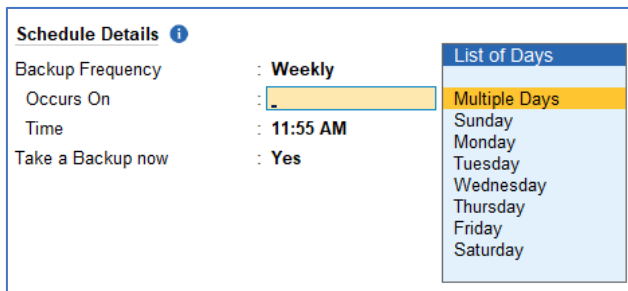 Schedule Details i
Backup Frequency : Weekly
Occurs On :
Time : 11:55 AM
Take a Backup now : Yes
List of Days
Multiple Days
Sunday
Monday
Tuesday
Wednesday
Thursday
Friday
Saturday